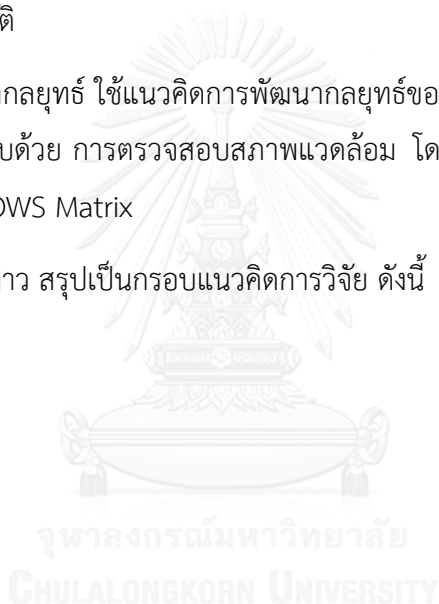 ติ
ากลยุทธ์ ใช้แนวคิดการพัฒนากลยุทธ์ขอ
บด้วย การตรวจสอบสภาพแวดล้อม โด
OWS Matrix
าว สรุปเป็นกรอบแนวคิดการวิจัย ดังนี้
จุฬาลงกรณ์มหาวิทยาลัย
CHULALONGKORN UNIVERSITY